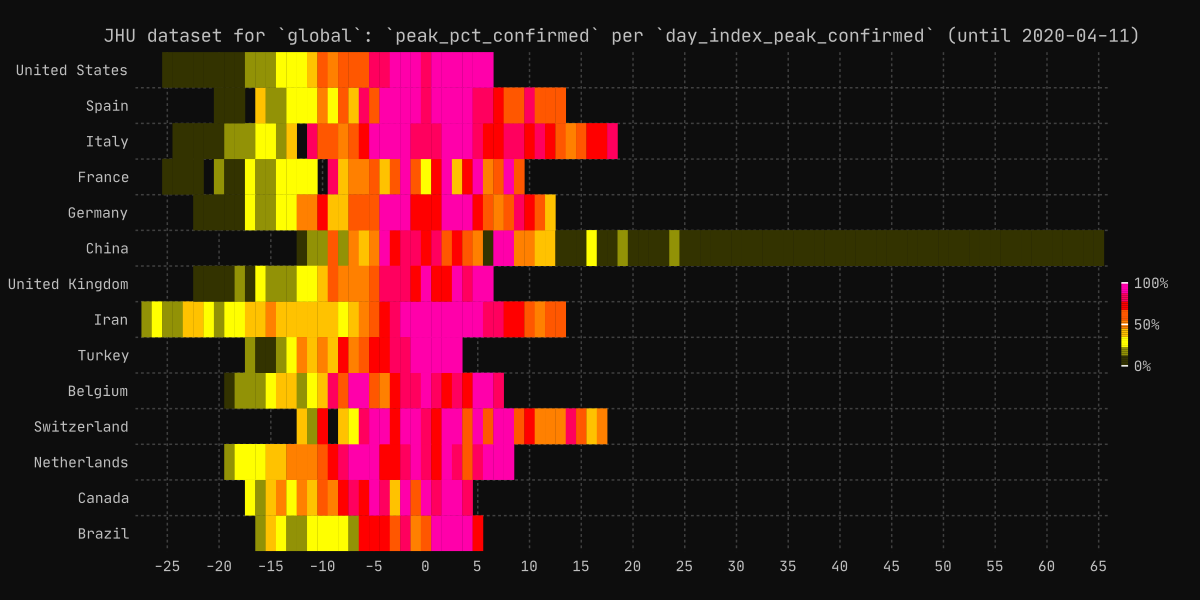 JHU dataset for `global`: `peak_pct_confirmed` per `day_index_peak_confirmed` (until 2020-04-11)
United States
Spain
Italy
France
Germany
China
United Kingdom
Iran
Turkey
Belgium
Switzerland
Netherlands
Canada
Brazil
100%
50%
0%
-25 -20 -15 -10 -5 0 5 10 15 20 25 30 35 40 45 50 55 60 65